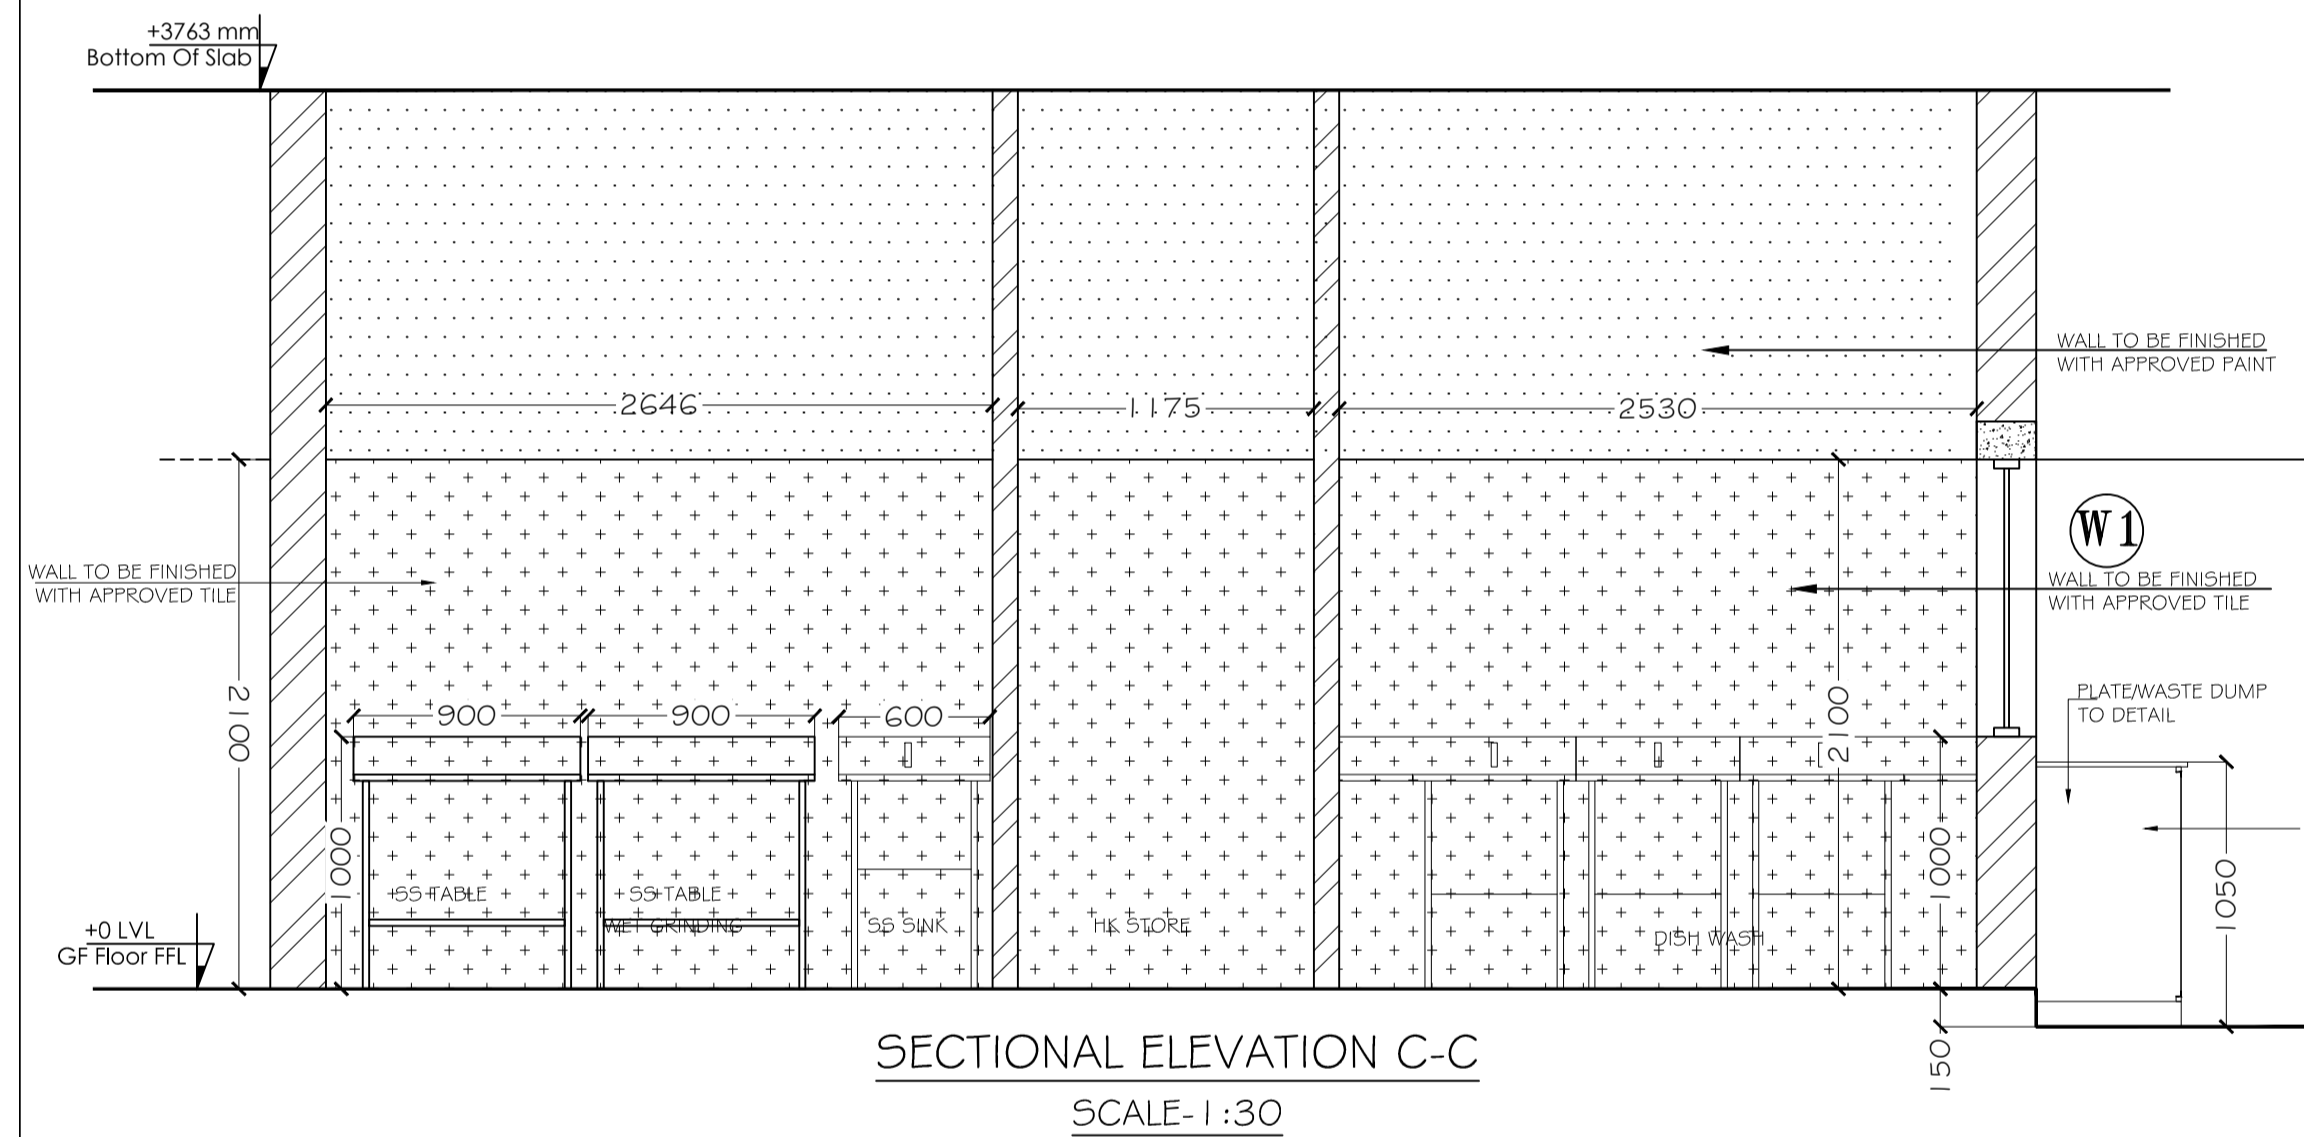 +3763 mm
Bottom Of Slab
WALL TO BE FINISHED
WITH APPROVED PAINT
2646
1175
2530
W1
WALL TO BE FINISHED
WITH APPROVED TILE
WALL TO BE FINISHED
WITH APPROVED TILE
2100
2100
PLATE/WASTE DUMP
TO DETAIL
900
900
600
1000
1000
1050
SS TABLE
SS TABLE
WET GRINDING
SS SINK
HK STORE
DISH WASH
+0 LVL
GF Floor FFL
150
SECTIONAL ELEVATION C-C
SCALE-1:30